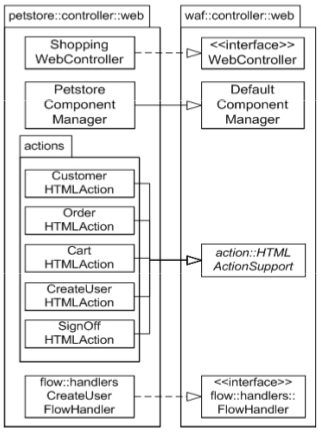 petstore::controller::web
waf::controller::web
Shopping
WebController
<<interface>>
WebController
Petstore
Component
Manager
Default
Component
Manager
actions
Customer
HTMLAction
Order
HTMLAction
Cart
HTMLAction
CreateUser
HTMLAction
SignOff
HTMLAction
action::HTML
ActionSupport
flow::handlers
CreateUser
FlowHandler
<<interface>>
flow::handlers::
FlowHandler